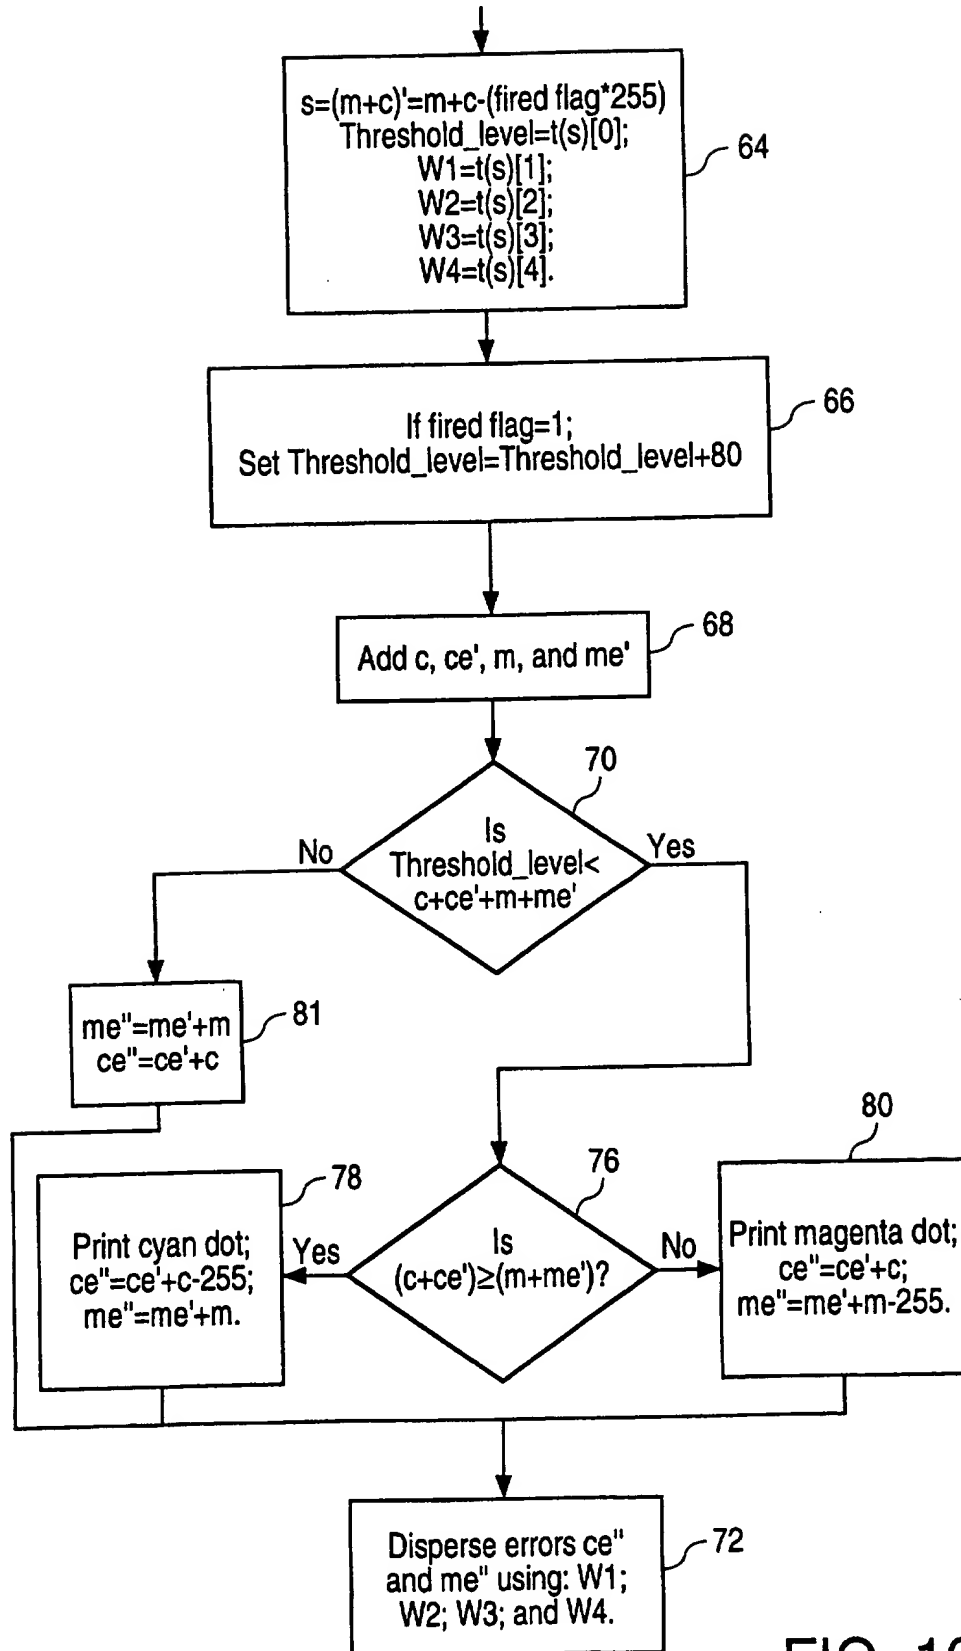 s=(m+c)'=m+c-(fired flag*255)
Threshold_level=t(s)[0];
W1=t(s)[1];
W2=t(s)[2];
W3=t(s)[3];
W4=t(s)[4].
64
If fired flag=1;
Set Threshold_level=Threshold_level+80
66
Add c, ce', m, and me'
68
70
Is
Threshold_level<
c+ce'+m+me'
No
Yes
me"=me'+m
ce"=ce'+c
81
76
Is
(c+ce')≥(m+me')?
Yes
No
78
Print cyan dot;
ce"=ce'+c-255;
me"=me'+m.
80
Print magenta dot;
ce"=ce'+c;
me"=me'+m-255.
Disperse errors ce"
and me" using: W1;
W2; W3; and W4.
72